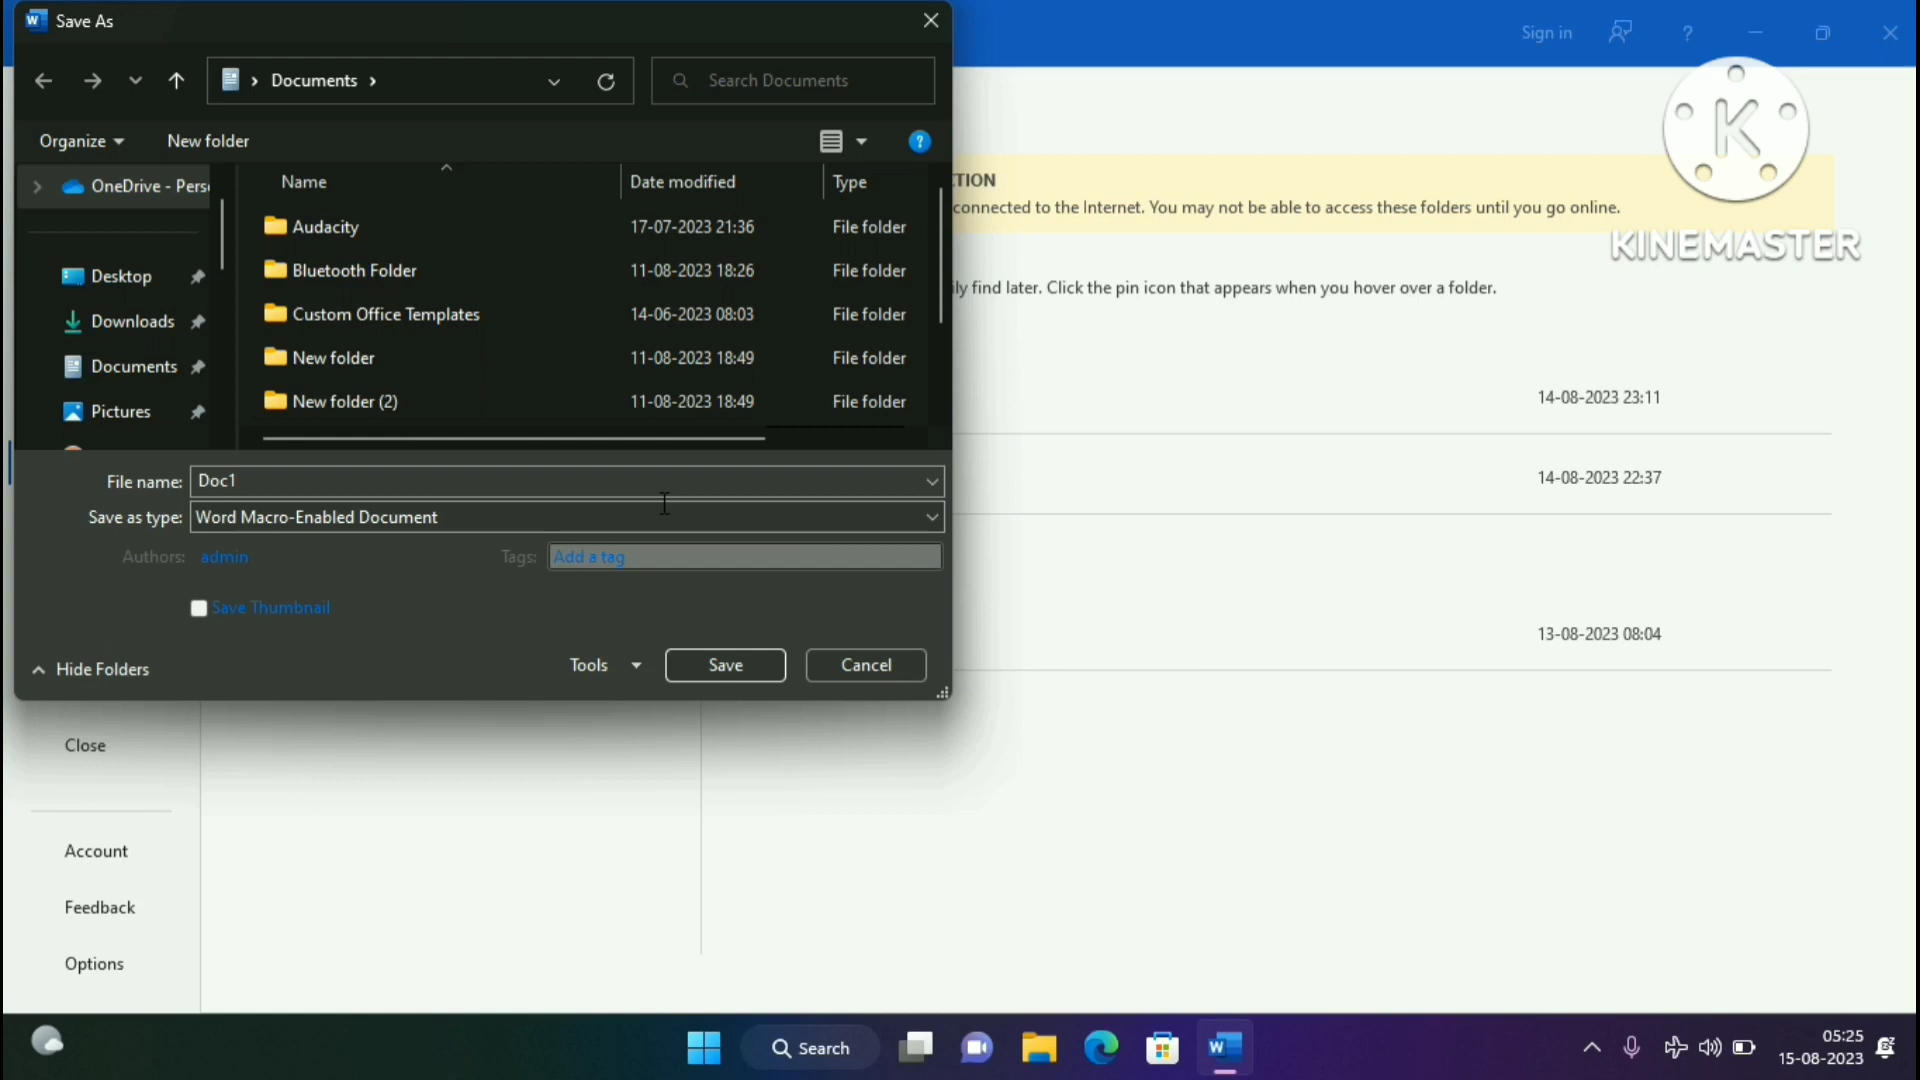 Save As
Sign in
?
Documents
Search Documents
K
Organize
New folder
?
OneDrive - Pers
Name
Date modified
Type
TION
connected to the Internet. You may not be able to access these folders until you go online.
KINEMASTER
Audacity
17-07-2023 21:36
File folder
Bluetooth Folder
11-08-2023 18:26
File folder
Desktop
ly find later. Click the pin icon that appears when you hover over a folder.
Custom Office Templates
14-06-2023 08:03
File folder
Downloads
New folder
11-08-2023 18:49
File folder
Documents
New folder (2)
11-08-2023 18:49
File folder
Pictures
14-08-2023 23:11
File name:
Doc1
14-08-2023 22:37
Save as type:
Word Macro-Enabled Document
Authors:
admin
Tags:
Add a tag
Save Thumbnail
13-08-2023 08:04
Hide Folders
Tools
Save
Cancel
Close
Account
Feedback
Options
Search
W
05:25
15-08-2023